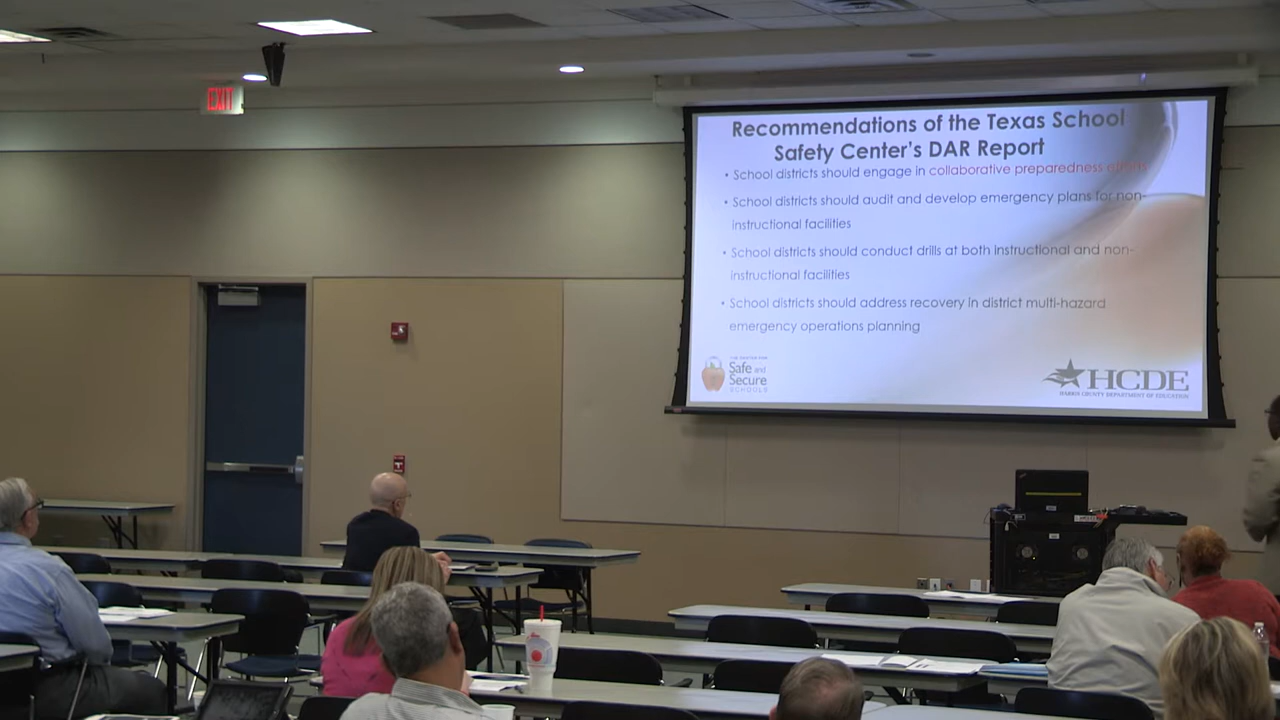 EXIT
Recommendations of the Texas School
Safety Center's DAR Report
• School districts should engage in collaborative preparedness efforts
• School districts should audit and develop emergency plans for non-
instructional facilities
• School districts should conduct drills at both instructional and non-
instructional facilities
• School districts should address recovery in district multi-hazard
emergency operations planning
THE CENTER FOR
Safe and
Secure
SCHOOLS
HCDE
HARRIS COUNTY DEPARTMENT OF EDUCATION